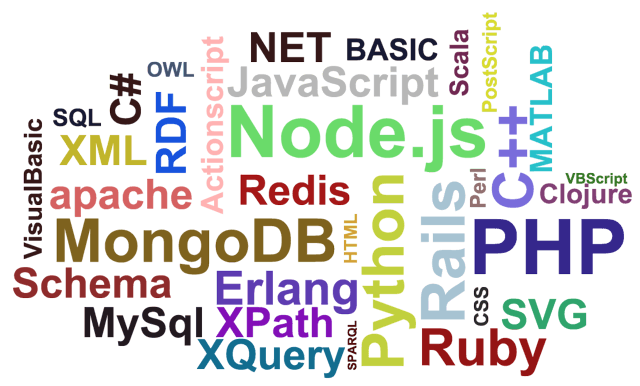 NET
BASIC
Scala
PostScript
OWL
Actionscript
JavaScript
MATLAB
C#
SQL
RDF
Node.js
C++
XML
VisualBasic
apache
Redis
Perl
VBScript
Clojure
MongoDB
HTML
Python
Rails
PHP
Schema
Erlang
CSS
SVG
MySql
XPath
SPARQL
Ruby
XQuery